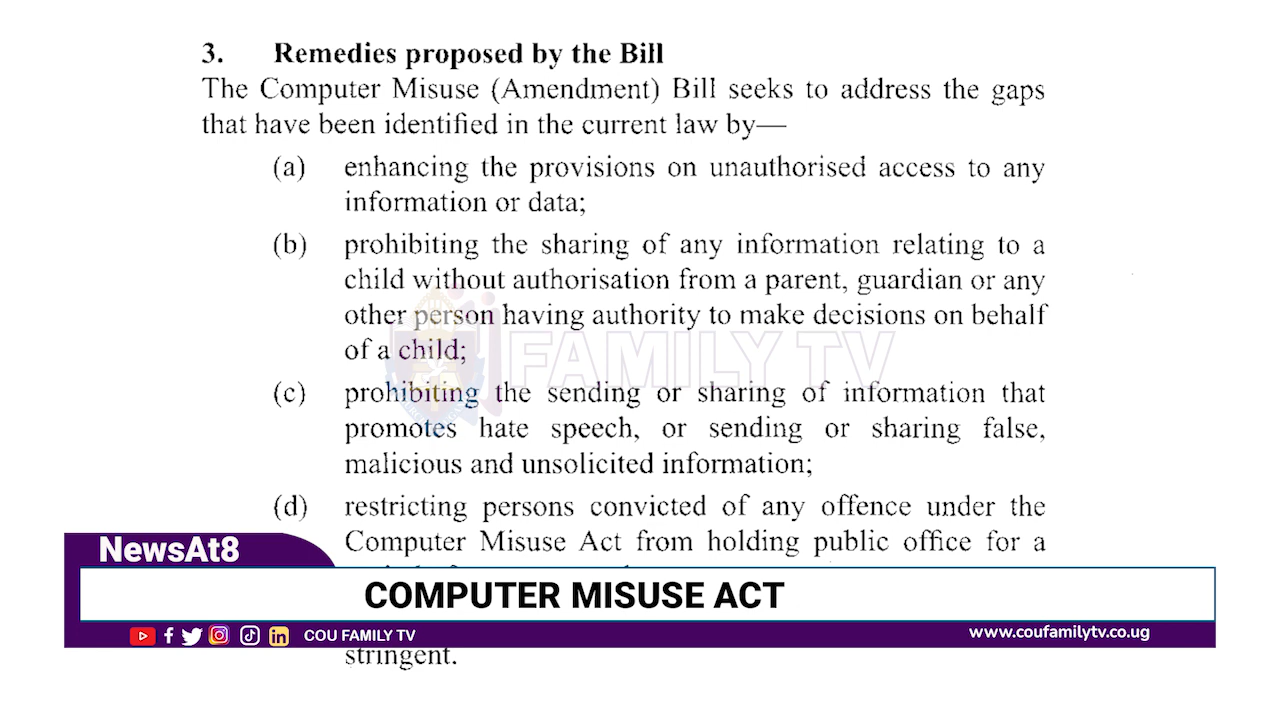 3. Remedies proposed by the Bill
The Computer Misuse (Amendment) Bill seeks to address the gaps
that have been identified in the current law by—
(a) enhancing the provisions on unauthorised access to any
information or data;
(b) prohibiting the sharing of any information relating to a
child without authorisation from a parent, guardian or any
other person having authority to make decisions on behalf
of a child;
FAMILY TV
(c) prohibiting the sending or sharing of information that
promotes hate speech, or sending or sharing false,
malicious and unsolicited information;
(d) restricting persons convicted of any offence under the
Computer Misuse Act from holding public office for a
NewsAt8
COMPUTER MISUSE ACT
COU FAMILY TV
www.coufamilytv.co.ug
stringent.